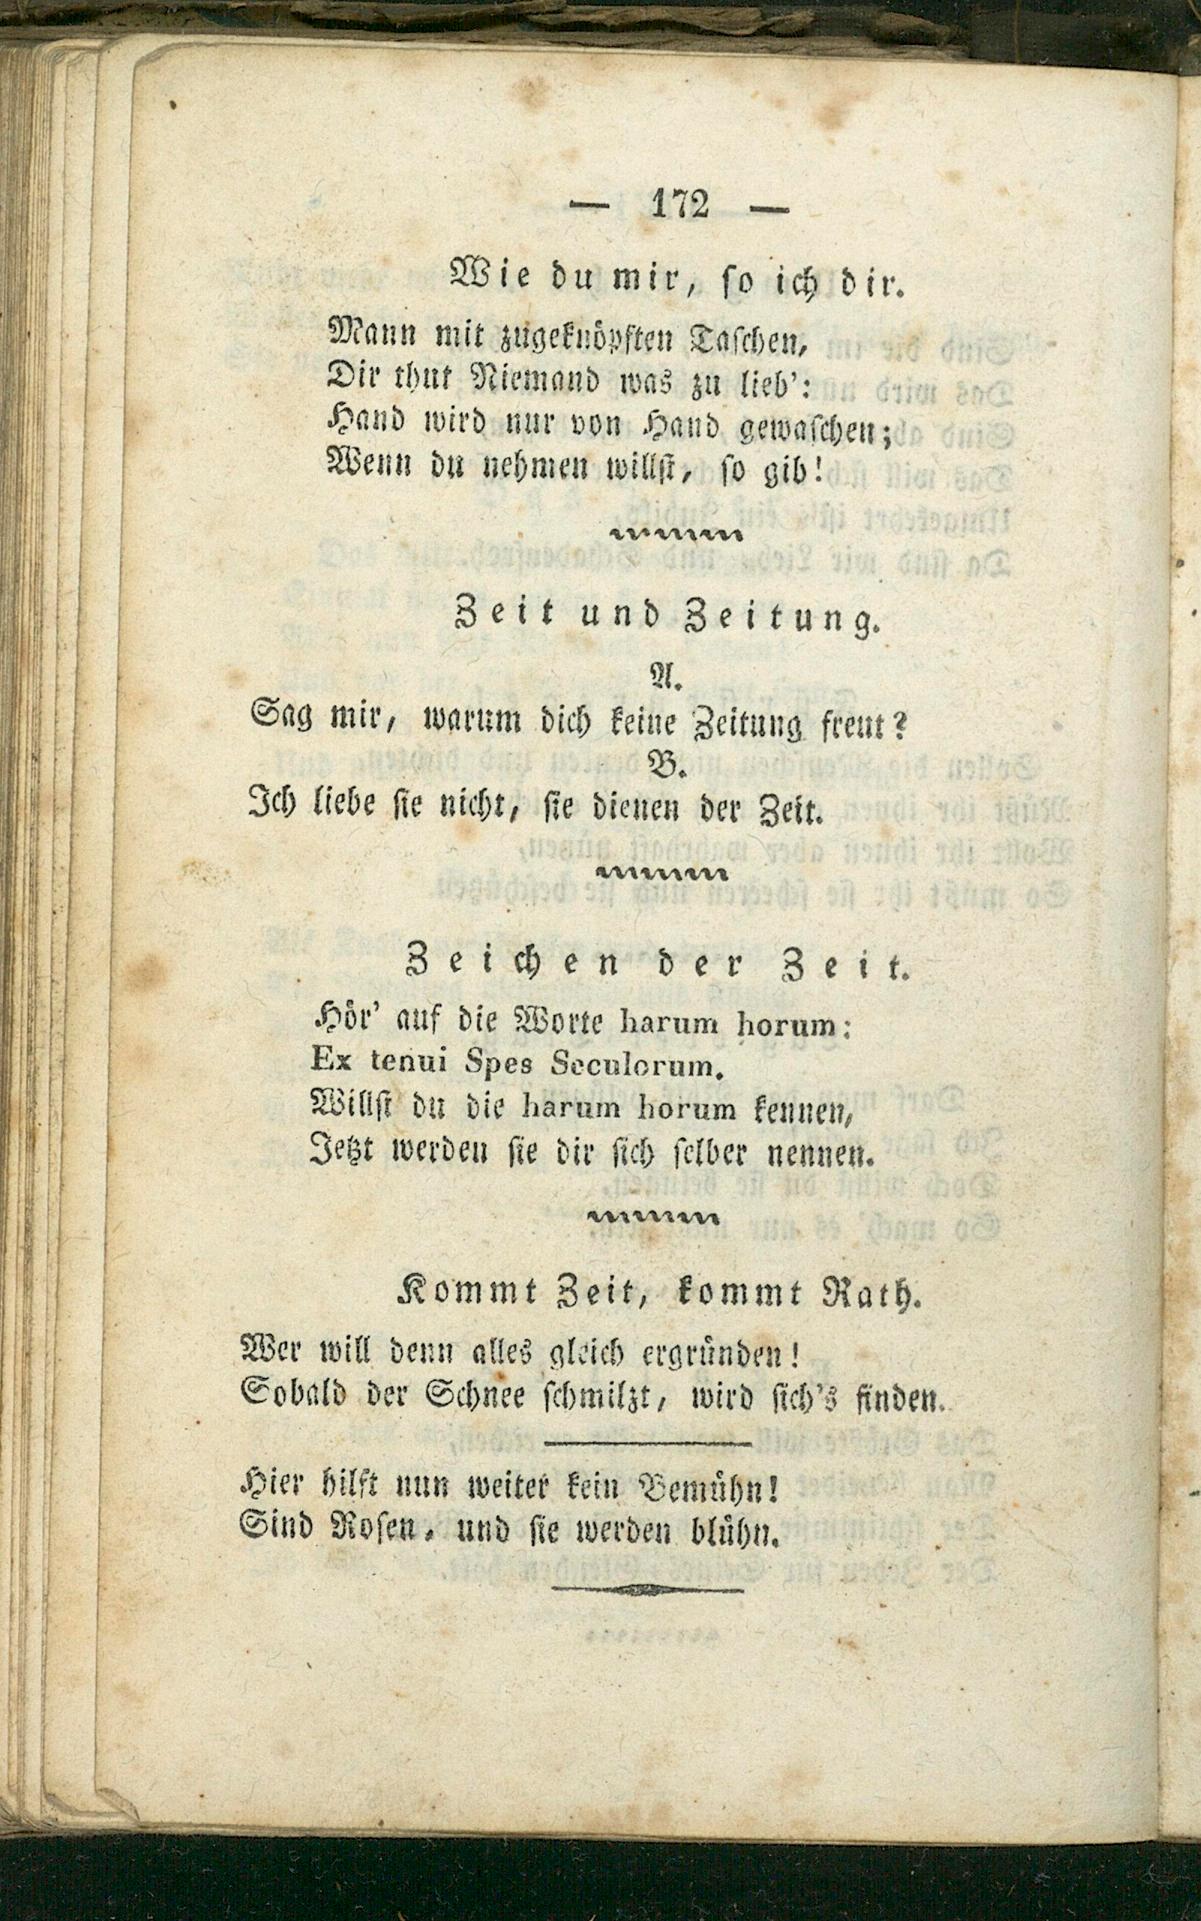 — 172 —
Wie du mir, so ich dir.
Mann mit zugeknöpften Taschen,
Dir thut Niemand was zu lieb':
Hand wird nur von Hand gewaschen;
Wenn du nehmen willst, so gib!
Zeit und Zeitung.
A.
Sag mir, warum dich keine Zeitung freut?
B.
Ich liebe sie nicht, sie dienen der Zeit.
Zeichen der Zeit.
Hör' auf die Worte harum horum:
Ex tenui Spes Seculorum.
Willst du die harum horum kennen,
Jetzt werden sie dir sich selber nennen.
Kommt Zeit, kommt Rath.
Wer will denn alles gleich ergründen!
Sobald der Schnee schmilzt, wird sich's finden.
Hier hilft nun weiter kein Bemühn!
Sind Rosen, und sie werden blühn.